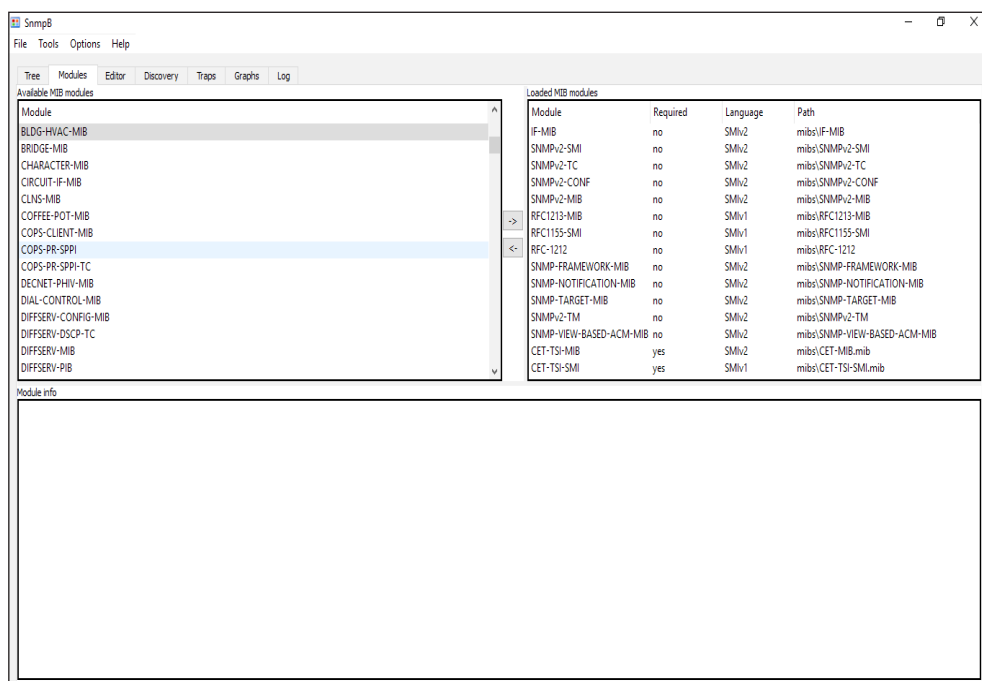 SnmpB
File Tools Options Help
Tree Modules Editor Discovery Traps Graphs Log
Available MIB modules
Module
BLDG-HVAC-MIB
BRIDGE-MIB
CHARACTER-MIB
CIRCUIT-IF-MIB
CLNS-MIB
COFFEE-POT-MIB
COPS-CLIENT-MIB
COPS-PR-SPPI
COPS-PR-SPPI-TC
DECNET-PHIV-MIB
DIAL-CONTROL-MIB
DIFFSERV-CONFIG-MIB
DIFFSERV-DSCP-TC
DIFFSERV-MIB
DIFFSERV-PIB
->
<-
Loaded MIB modules
Module Required Language Path
IF-MIB no SMIv2 mibs\IF-MIB
SNMPv2-SMI no SMIv2 mibs\SNMPv2-SMI
SNMPv2-TC no SMIv2 mibs\SNMPv2-TC
SNMPv2-CONF no SMIv2 mibs\SNMPv2-CONF
SNMPv2-MIB no SMIv2 mibs\SNMPv2-MIB
RFC1213-MIB no SMIv1 mibs\RFC1213-MIB
RFC1155-SMI no SMIv1 mibs\RFC1155-SMI
RFC-1212 no SMIv1 mibs\RFC-1212
SNMP-FRAMEWORK-MIB no SMIv2 mibs\SNMP-FRAMEWORK-MIB
SNMP-NOTIFICATION-MIB no SMIv2 mibs\SNMP-NOTIFICATION-MIB
SNMP-TARGET-MIB no SMIv2 mibs\SNMP-TARGET-MIB
SNMPv2-TM no SMIv2 mibs\SNMPv2-TM
SNMP-VIEW-BASED-ACM-MIB no SMIv2 mibs\SNMP-VIEW-BASED-ACM-MIB
CET-TSI-MIB yes SMIv2 mibs\CET-MIB.mib
CET-TSI-SMI yes SMIv1 mibs\CET-TSI-SMI.mib
Module info